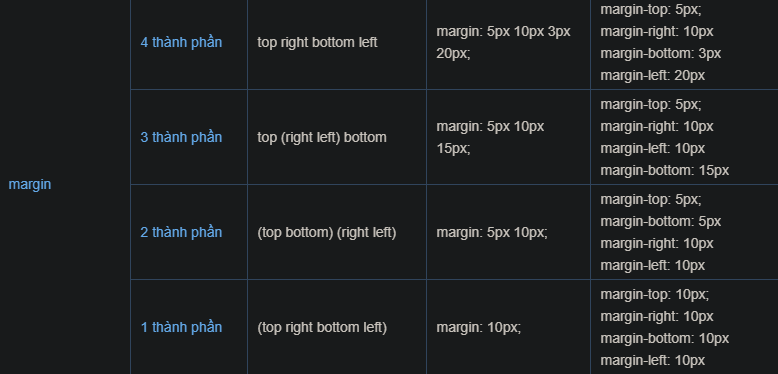 4 thành phần
top right bottom left
margin: 5px 10px 3px
20px;
margin-top: 5px;
margin-right: 10px
margin-bottom: 3px
margin-left: 20px
margin
3 thành phần
top (right left) bottom
margin: 5px 10px
15px;
margin-top: 5px;
margin-right: 10px
margin-left: 10px
margin-bottom: 15px
2 thành phần
(top bottom) (right left)
margin: 5px 10px;
margin-top: 5px;
margin-bottom: 5px
margin-right: 10px
margin-left: 10px
1 thành phần
(top right bottom left)
margin: 10px;
margin-top: 10px;
margin-right: 10px
margin-bottom: 10px
margin-left: 10px